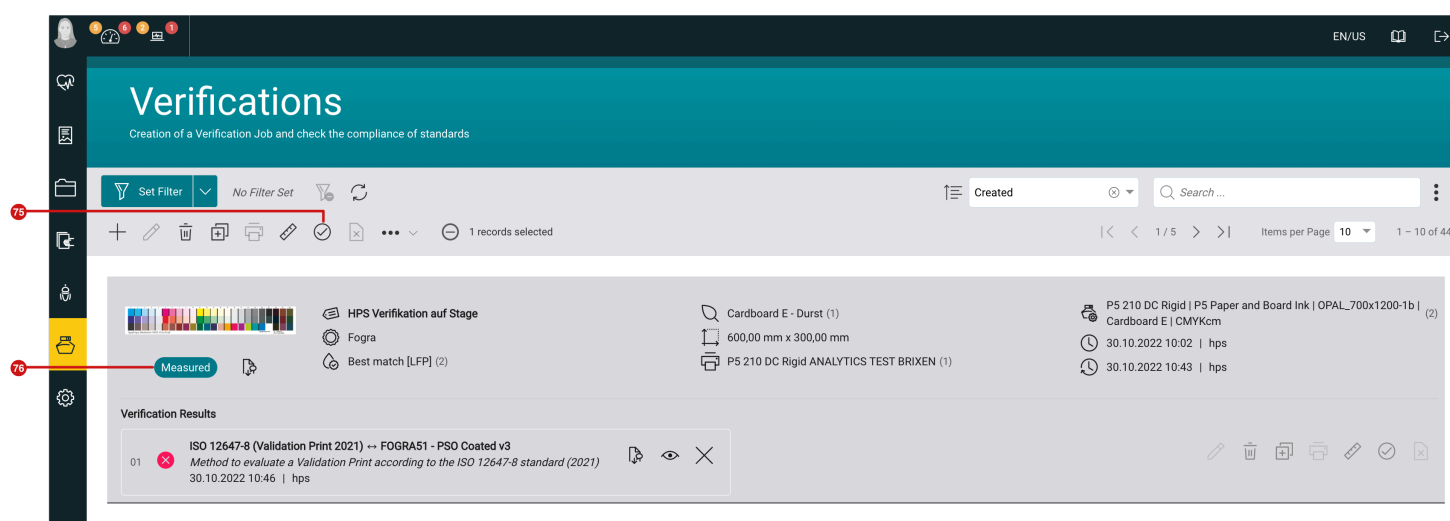 5 6 2 1
EN/US
Verifications
Creation of a Verification Job and check the compliance of standards
Set Filter No Filter Set Created Search ...
75
1 records selected 1 / 5 Items per Page 10 1 – 10 of 44
HPS Verifikation auf Stage
Fogra
Best match [LFP] (2)
Cardboard E - Durst (1)
600,00 mm x 300,00 mm
P5 210 DC Rigid ANALYTICS TEST BRIXEN (1)
P5 210 DC Rigid | P5 Paper and Board Ink | OPAL_700x1200-1b |
Cardboard E | CMYKcm
(2)
30.10.2022 10:02 | hps
30.10.2022 10:43 | hps
76
Measured
Verification Results
01
ISO 12647-8 (Validation Print 2021) ↔ FOGRA51 - PSO Coated v3
Method to evaluate a Validation Print according to the ISO 12647-8 standard (2021)
30.10.2022 10:46 | hps